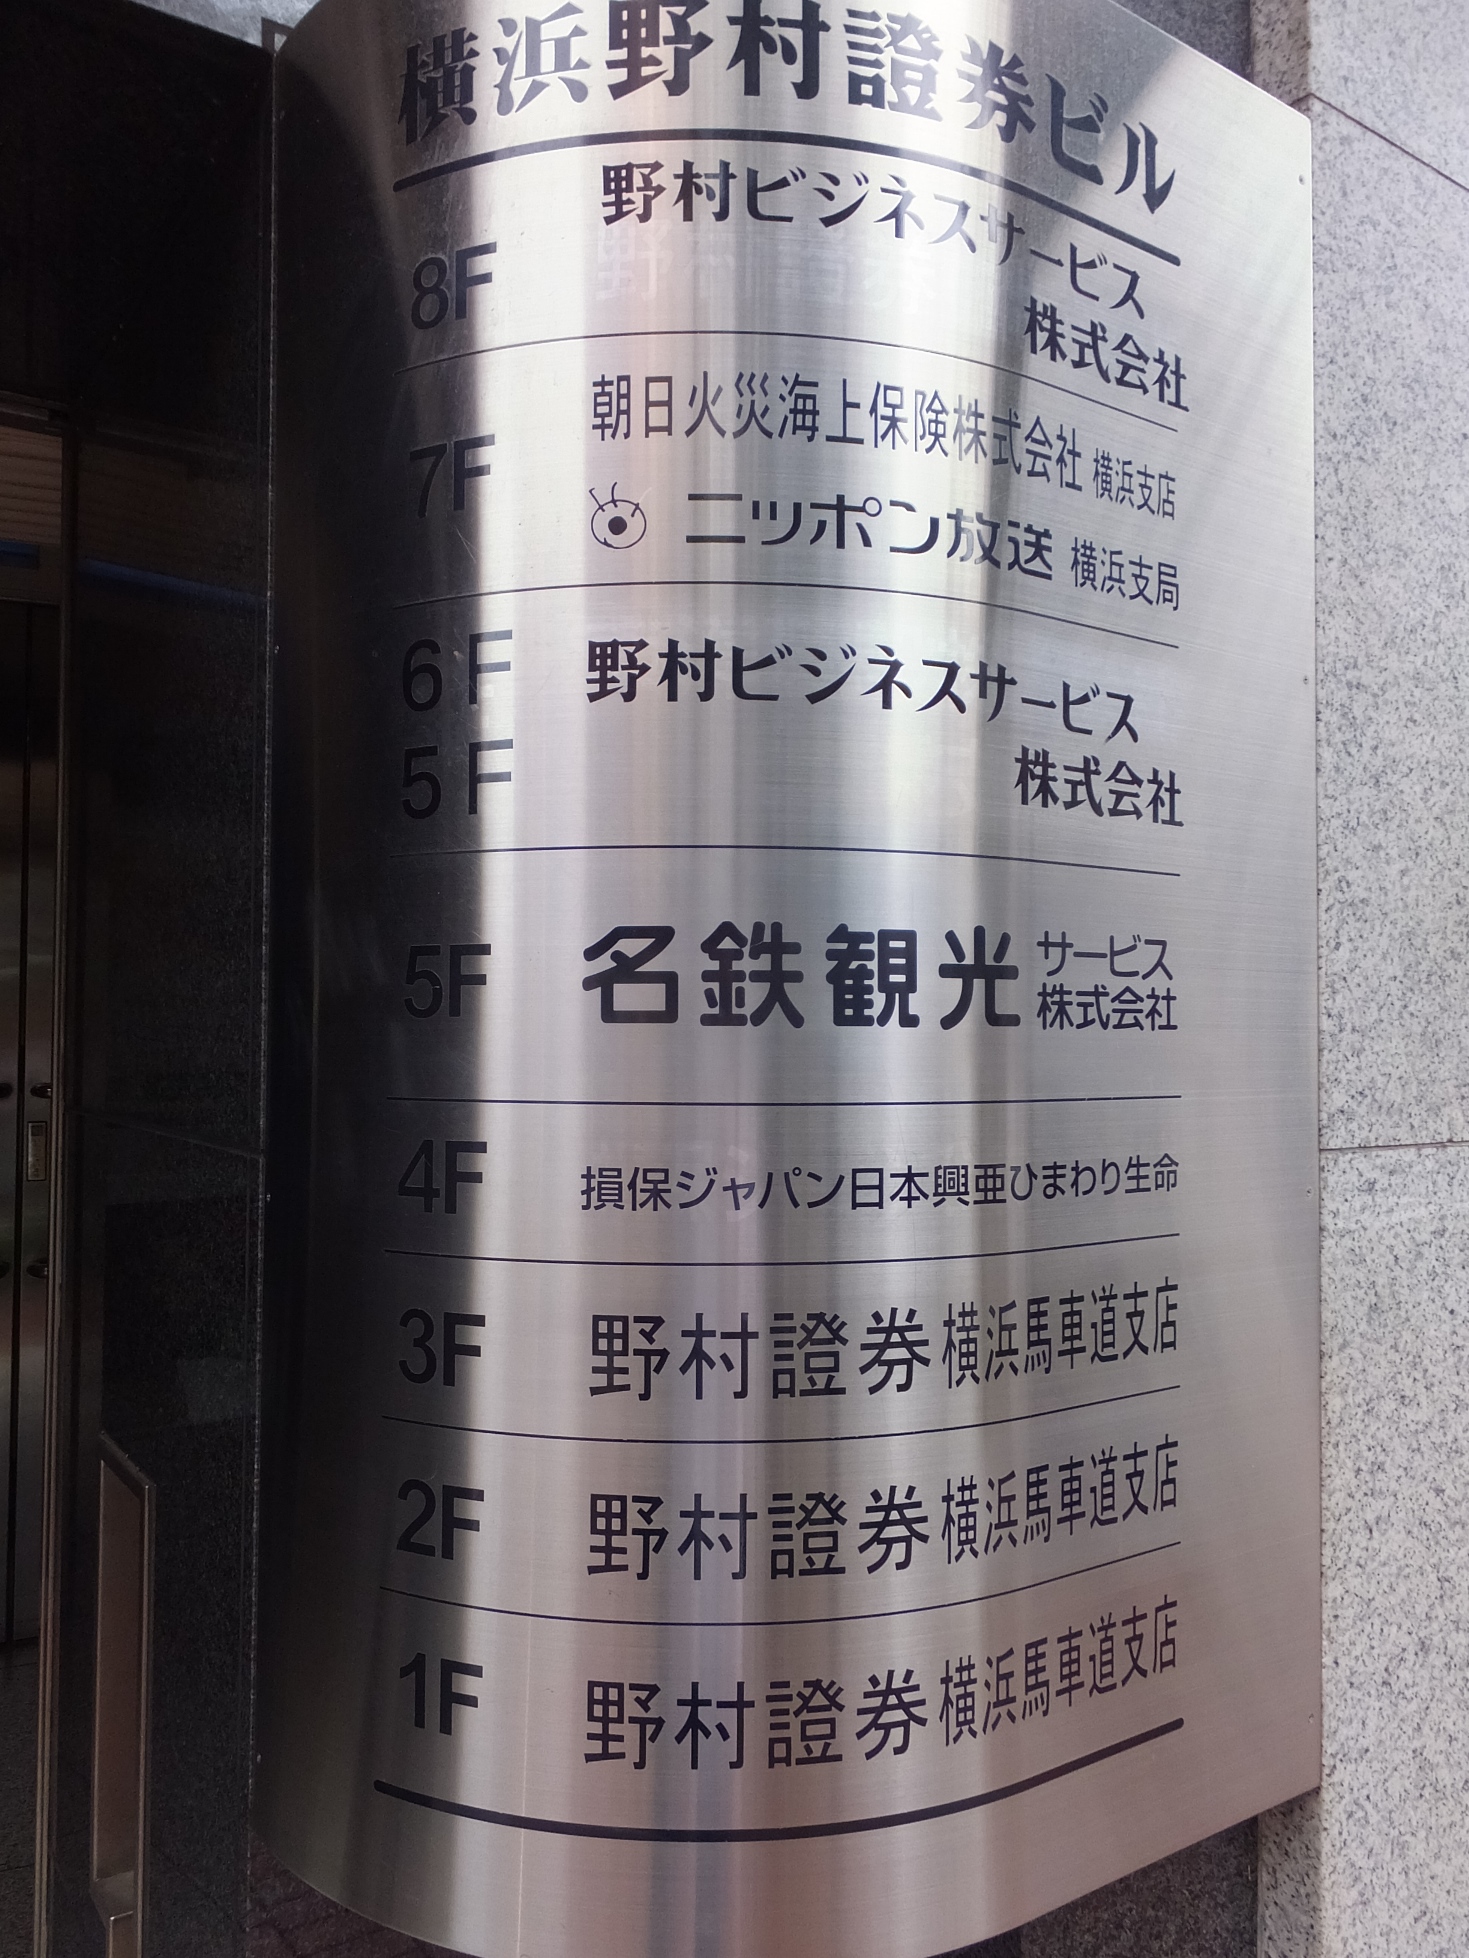 横浜野村證券ビル
8F 野村ビジネスサービス
株式会社
7F 朝日火災海上保険株式会社 横浜支店
ニッポン放送 横浜支局
6F 野村ビジネスサービス
5F 株式会社
5F 名鉄観光 サービス
株式会社
4F 損保ジャパン日本興亜ひまわり生命
3F 野村證券 横浜馬車道支店
2F 野村證券 横浜馬車道支店
1F 野村證券 横浜馬車道支店